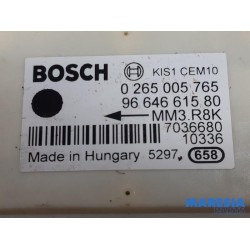 BOSCH KIS1 ÇEM10
0 265 005 765
96 646 615 80
MM3.R8K
7036680
10336
Made in Hungary 5297 658